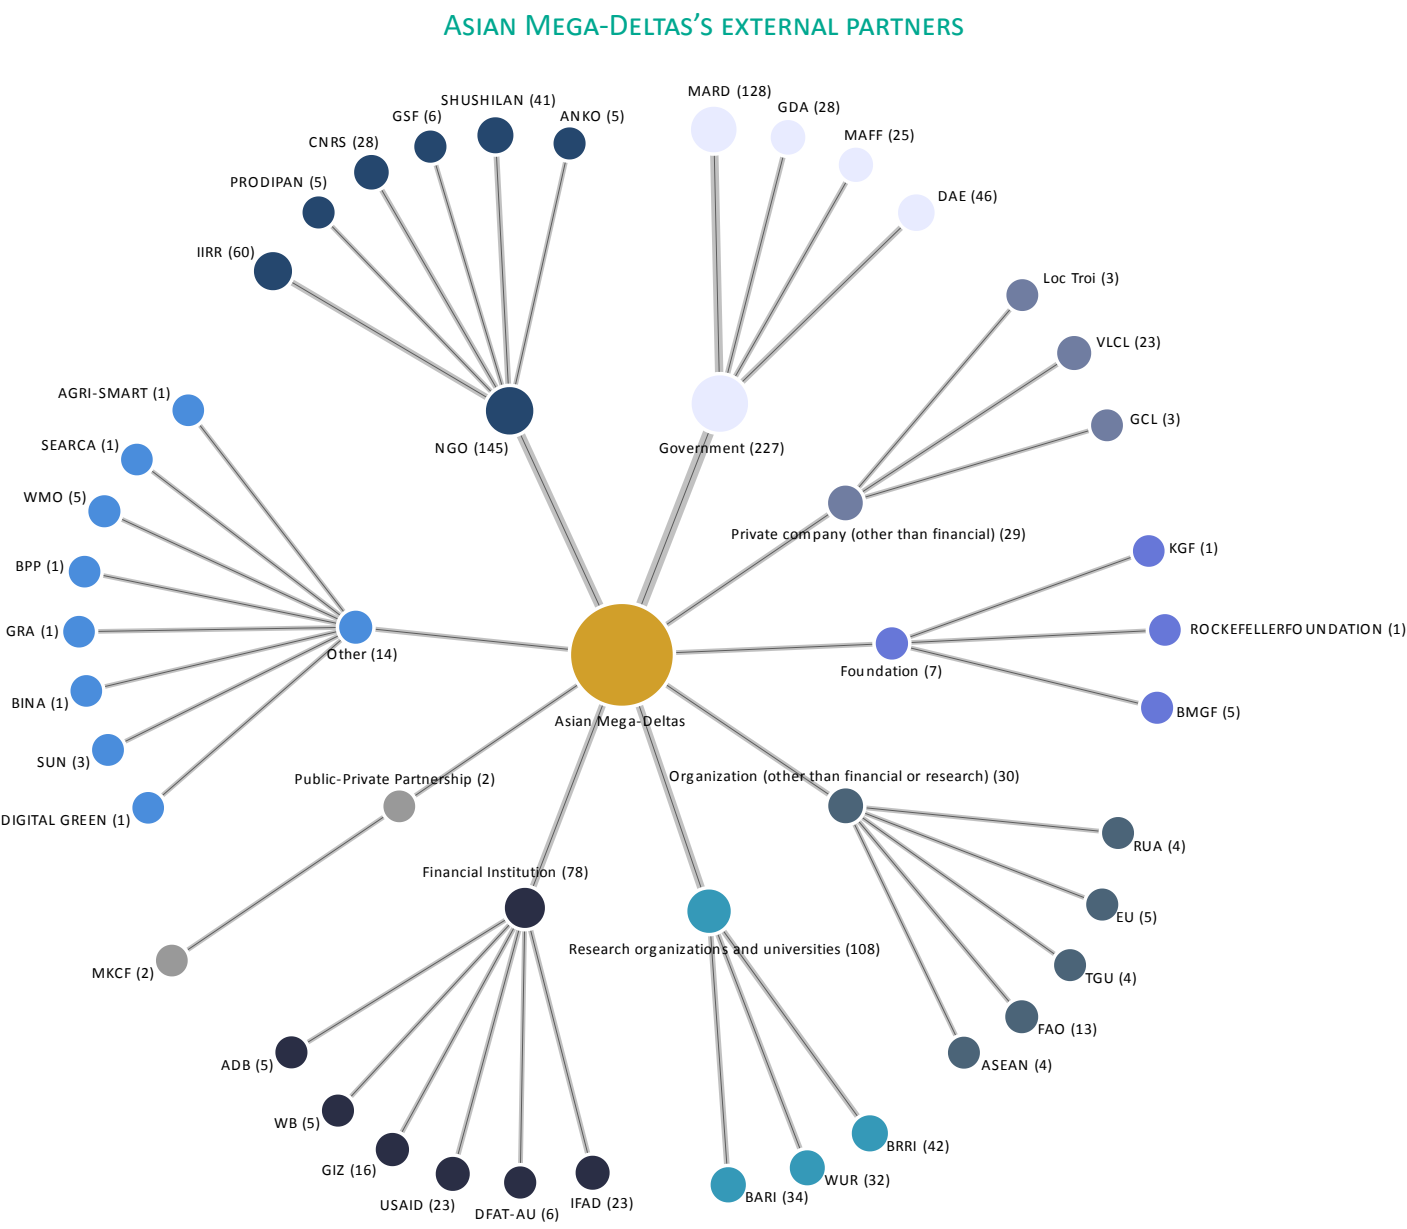 Asian Mega-Deltas's external partners
MARD (128)
SHUSHILAN (41)
GDA (28)
GSF (6)
ANKO (5)
MAFF (25)
CNRS (28)
PRODIPAN (5)
DAE (46)
IIRR (60)
Loc Troi (3)
VLCL (23)
AGRI-SMART (1)
GCL (3)
SEARCA (1)
NGO (145)
Government (227)
WMO (5)
Private company (other than financial) (29)
KGF (1)
BPP (1)
GRA (1)
ROCKEFELLERFOUNDATION (1)
Other (14)
Foundation (7)
BINA (1)
BMGF (5)
Asian Mega-Deltas
SUN (3)
Public-Private Partnership (2)
Organization (other than financial or research) (30)
DIGITAL GREEN (1)
RUA (4)
Financial Institution (78)
EU (5)
Research organizations and universities (108)
MKCF (2)
TGU (4)
FAO (13)
ADB (5)
ASEAN (4)
WB (5)
BRRI (42)
GIZ (16)
WUR (32)
BARI (34)
USAID (23)
IFAD (23)
DFAT-AU (6)